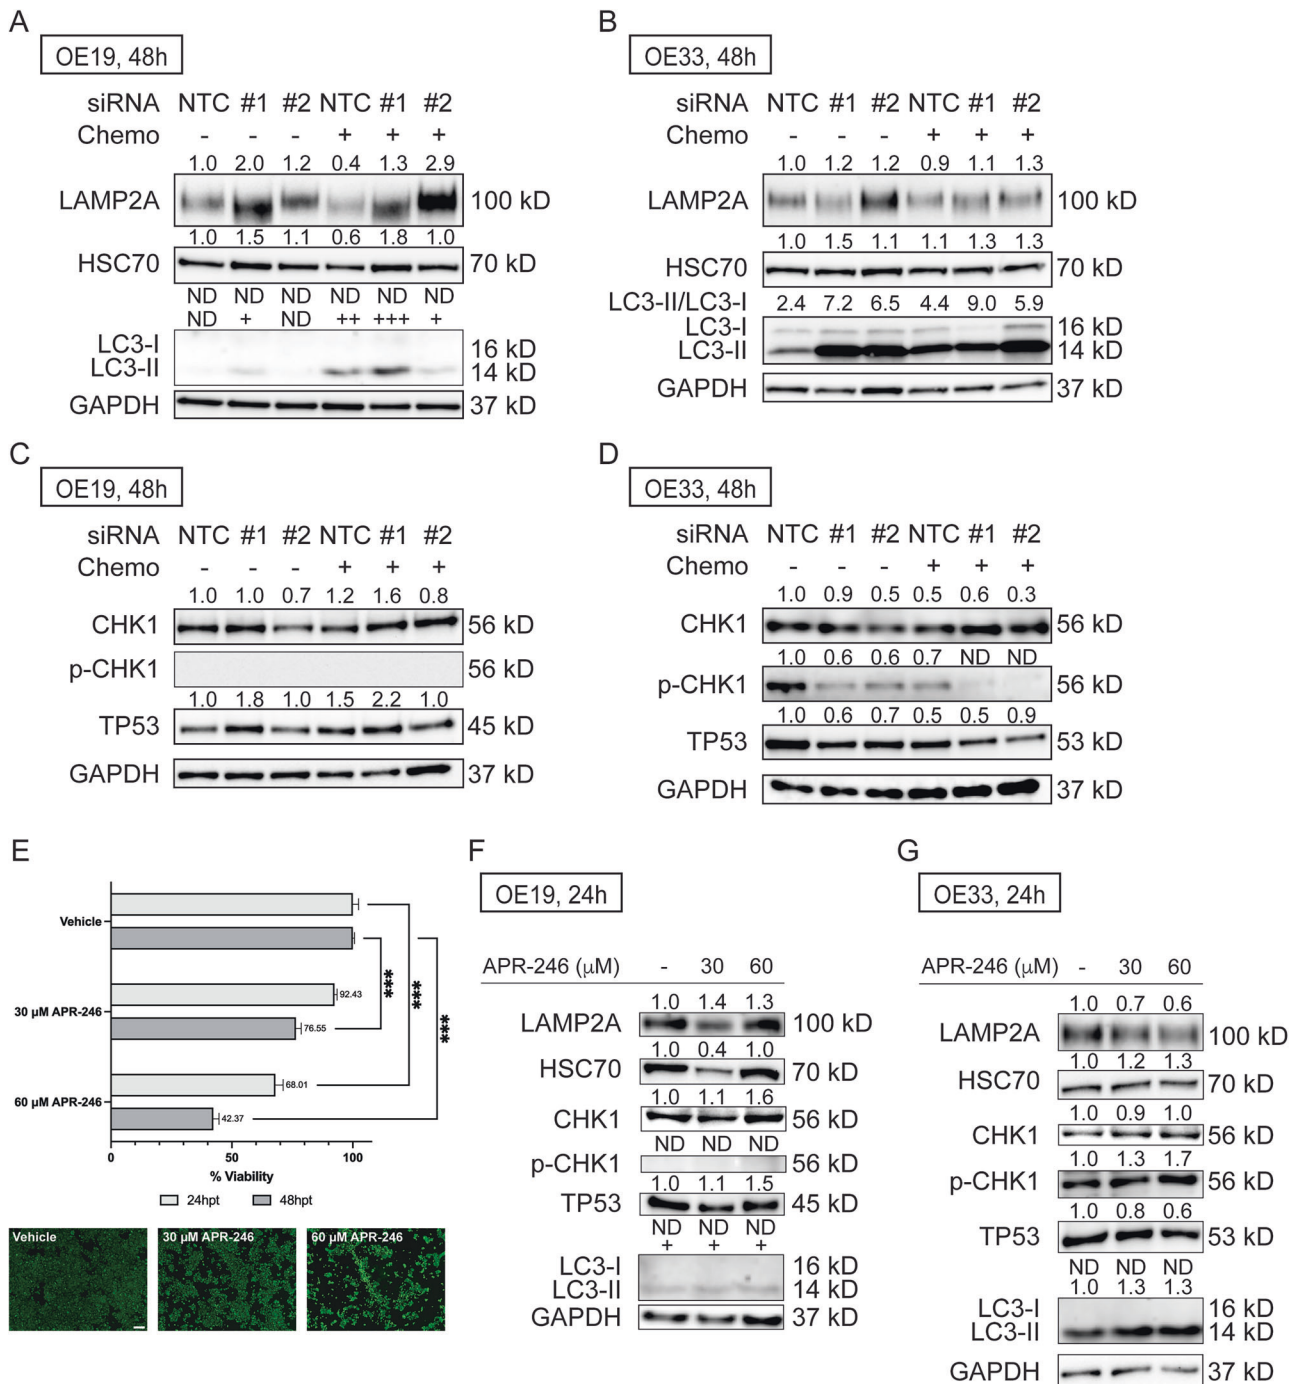 A
OE19, 48h
siRNA NTC #1 #2 NTC #1 #2
Chemo - - - + + +
1.0 2.0 1.2 0.4 1.3 2.9
LAMP2A 100 kD
1.0 1.5 1.1 0.6 1.8 1.0
HSC70 70 kD
ND ND ND ND ND ND
ND + ND ++ +++ +
LC3-I 16 kD
LC3-II 14 kD
GAPDH 37 kD
B
OE33, 48h
siRNA NTC #1 #2 NTC #1 #2
Chemo - - - + + +
1.0 1.2 1.2 0.9 1.1 1.3
LAMP2A 100 kD
1.0 1.5 1.1 1.1 1.3 1.3
HSC70 70 kD
LC3-II/LC3-I 2.4 7.2 6.5 4.4 9.0 5.9
LC3-I 16 kD
LC3-II 14 kD
GAPDH 37 kD
C
OE19, 48h
siRNA NTC #1 #2 NTC #1 #2
Chemo - - - + + +
1.0 1.0 0.7 1.2 1.6 0.8
CHK1 56 kD
p-CHK1 56 kD
1.0 1.8 1.0 1.5 2.2 1.0
TP53 45 kD
GAPDH 37 kD
D
OE33, 48h
siRNA NTC #1 #2 NTC #1 #2
Chemo - - - + + +
1.0 0.9 0.5 0.5 0.6 0.3
CHK1 56 kD
1.0 0.6 0.6 0.7 ND ND
p-CHK1 56 kD
1.0 0.6 0.7 0.5 0.5 0.9
TP53 53 kD
GAPDH 37 kD
E
Vehicle
30 µM APR-246 92.43
76.55
60 µM APR-246 68.01
42.37
*** *** ***
0 50 100
% Viability
24hpt 48hpt
Vehicle 30 µM APR-246 60 µM APR-246
F
OE19, 24h
APR-246 (µM) - 30 60
1.0 1.4 1.3
LAMP2A 100 kD
1.0 0.4 1.0
HSC70 70 kD
1.0 1.1 1.6
CHK1 56 kD
ND ND ND
p-CHK1 56 kD
1.0 1.1 1.5
TP53 45 kD
ND ND ND
+ + +
LC3-I 16 kD
LC3-II 14 kD
GAPDH 37 kD
G
OE33, 24h
APR-246 (µM) - 30 60
1.0 0.7 0.6
LAMP2A 100 kD
1.0 1.2 1.3
HSC70 70 kD
1.0 0.9 1.0
CHK1 56 kD
1.0 1.3 1.7
p-CHK1 56 kD
1.0 0.8 0.6
TP53 53 kD
ND ND ND
1.0 1.3 1.3
LC3-I 16 kD
LC3-II 14 kD
GAPDH 37 kD